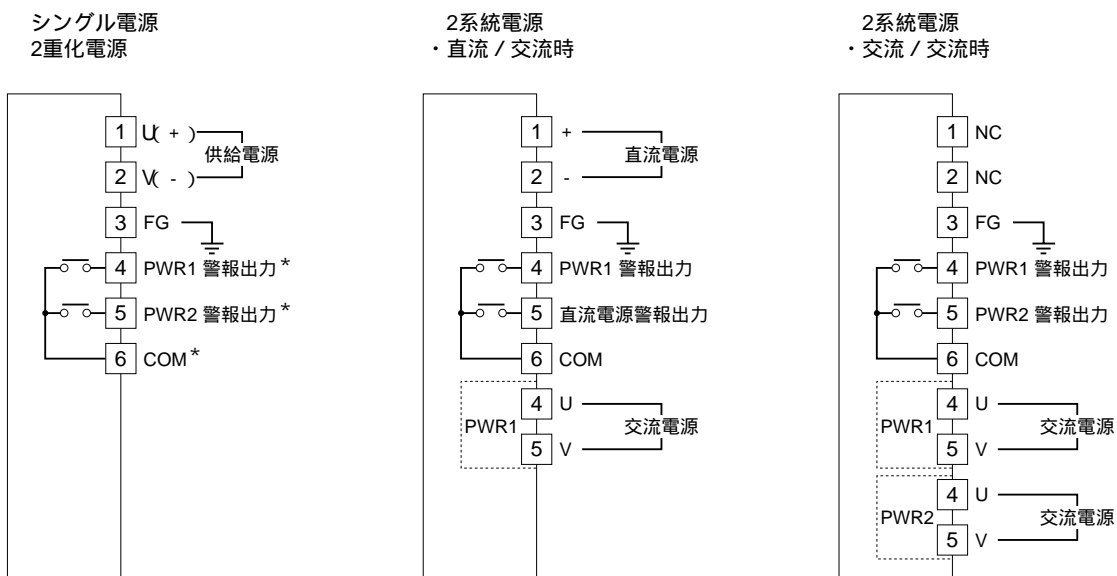 シングル電源
2重化電源
1 U( + )
供給電源
2 V( - )
3 FG
4 PWR1 警報出力*
5 PWR2 警報出力*
6 COM*
2系統電源
・直流 / 交流時
1 +
直流電源
2 -
3 FG
4 PWR1 警報出力
5 直流電源警報出力
6 COM
PWR1
4 U
交流電源
5 V
2系統電源
・交流 / 交流時
1 NC
2 NC
3 FG
4 PWR1 警報出力
5 PWR2 警報出力
6 COM
PWR1
4 U
交流電源
5 V
PWR2
4 U
交流電源
5 V